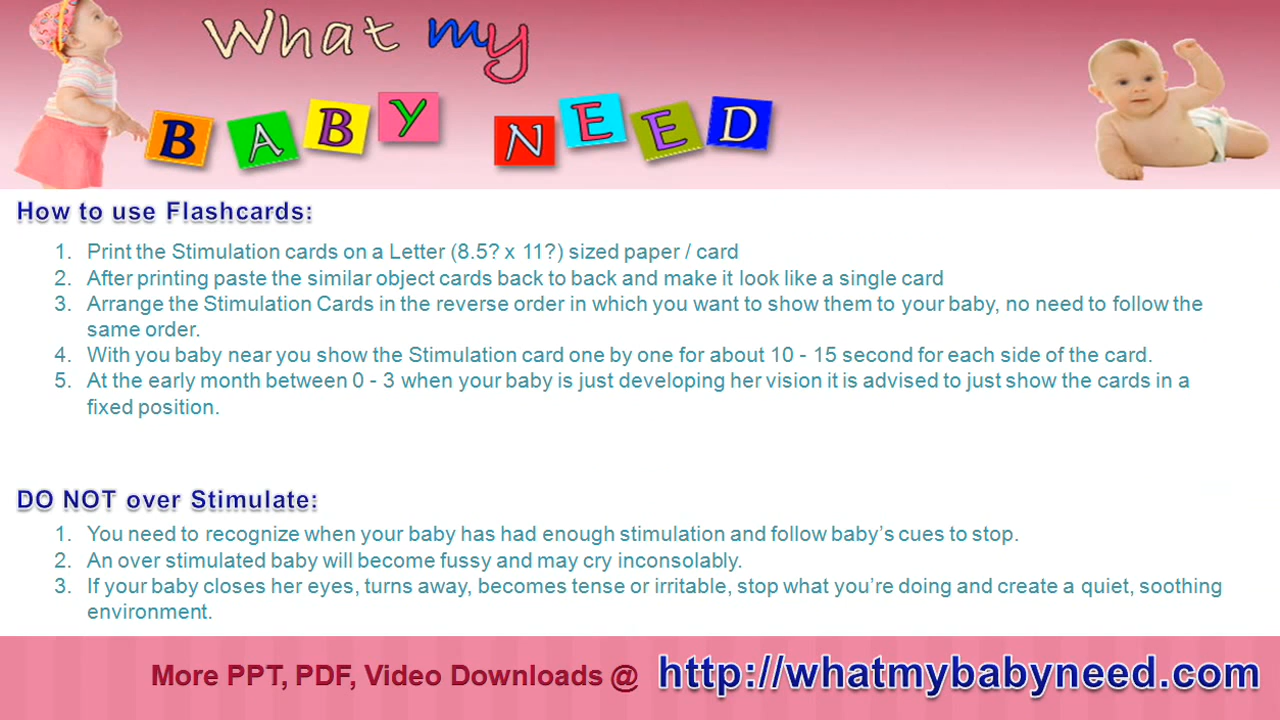 What my
BABY NEED
How to use Flashcards:
1. Print the Stimulation cards on a Letter (8.5? x 11?) sized paper / card
2. After printing paste the similar object cards back to back and make it look like a single card
3. Arrange the Stimulation Cards in the reverse order in which you want to show them to your baby, no need to follow the
same order.
4. With you baby near you show the Stimulation card one by one for about 10 - 15 second for each side of the card.
5. At the early month between 0 - 3 when your baby is just developing her vision it is advised to just show the cards in a
fixed position.
DO NOT over Stimulate:
1. You need to recognize when your baby has had enough stimulation and follow baby’s cues to stop.
2. An over stimulated baby will become fussy and may cry inconsolably.
3. If your baby closes her eyes, turns away, becomes tense or irritable, stop what you’re doing and create a quiet, soothing
environment.
More PPT, PDF, Video Downloads @ http://whatmybabyneed.com